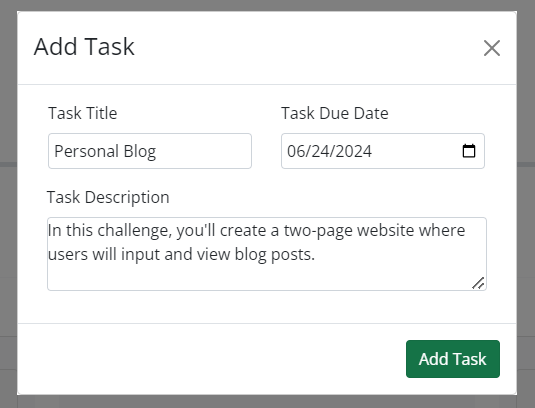 Add Task
Task Title
Task Due Date
Personal Blog
06/24/2024
Task Description
In this challenge, you'll create a two-page website where
users will input and view blog posts.
Add Task